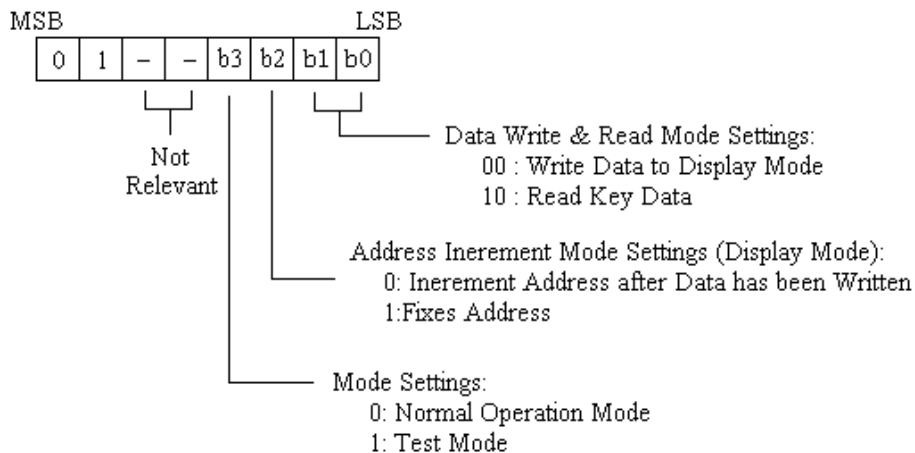 MSB LSB
0 1 – – b3 b2 b1 b0
Data Write & Read Mode Settings:
00 : Write Data to Display Mode
10 : Read Key Data
Not
Relevant
Address Inerement Mode Settings (Display Mode):
0: Inerement Address after Data has been Written
1:Fixes Address
Mode Settings:
0: Normal Operation Mode
1: Test Mode